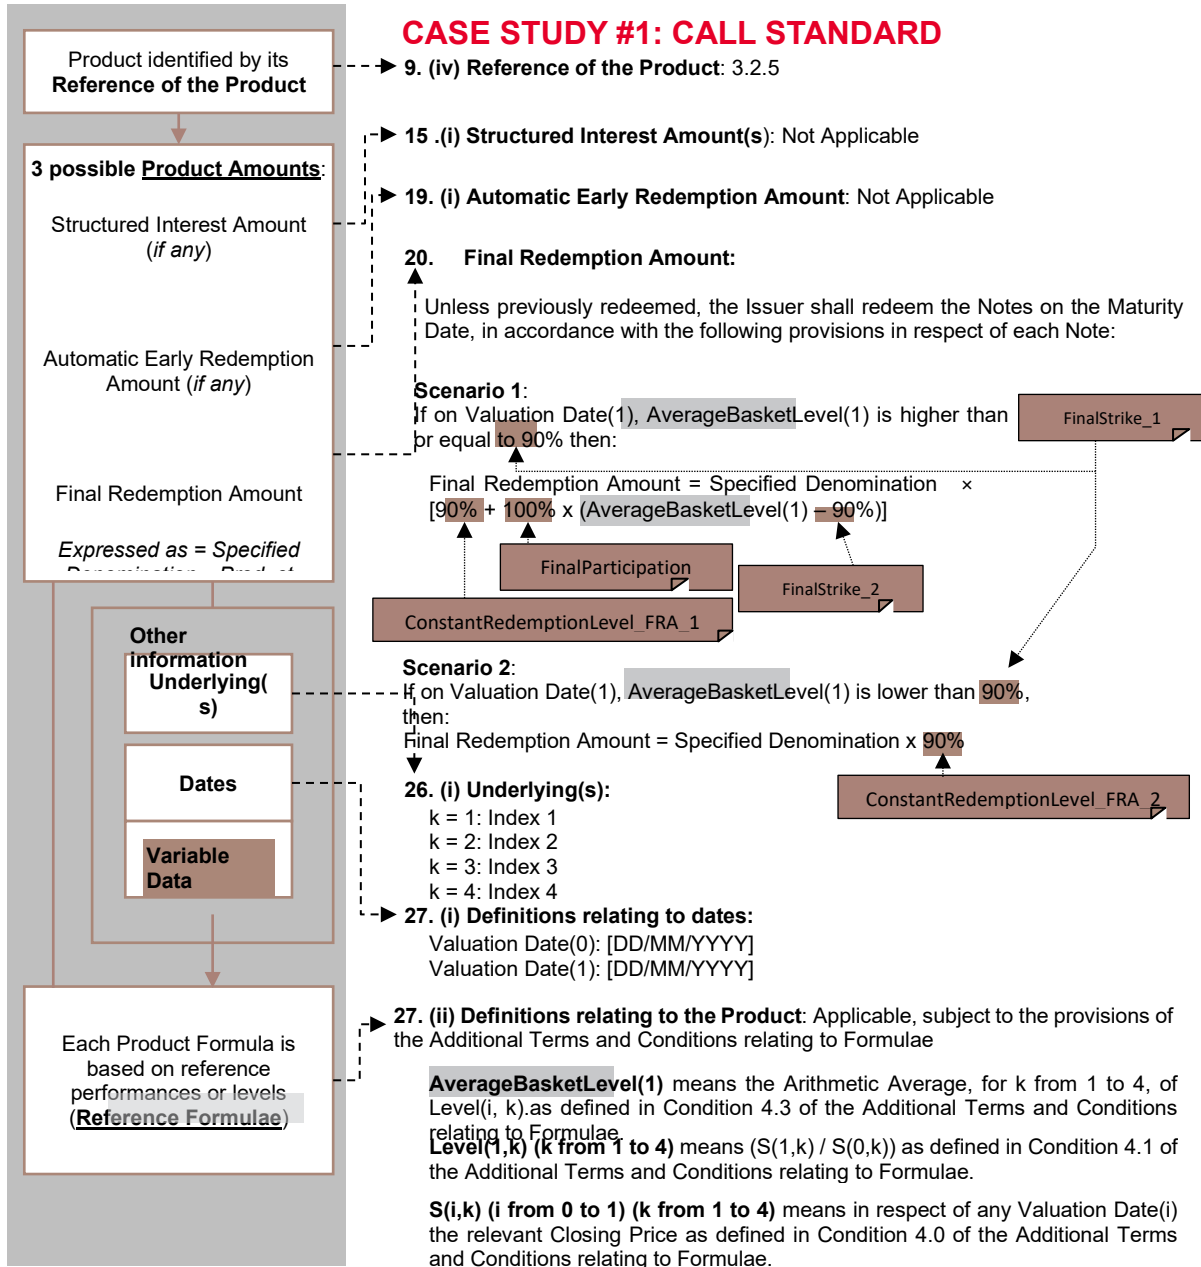 CASE STUDY #1: CALL STANDARD
Product identified by its
Reference of the Product
9. (iv) Reference of the Product: 3.2.5
3 possible Product Amounts:
Structured Interest Amount
(if any)
Automatic Early Redemption
Amount (if any)
Final Redemption Amount
Expressed as = Specified
15 .(i) Structured Interest Amount(s): Not Applicable
19. (i) Automatic Early Redemption Amount: Not Applicable
20. Final Redemption Amount:
Unless previously redeemed, the Issuer shall redeem the Notes on the Maturity
Date, in accordance with the following provisions in respect of each Note:
Scenario 1:
If on Valuation Date(1), AverageBasketLevel(1) is higher than
or equal to 90% then:
FinalStrike_1
Final Redemption Amount = Specified Denomination ×
[90% + 100% x (AverageBasketLevel(1) – 90%)]
FinalParticipation
FinalStrike_2
ConstantRedemptionLevel_FRA_1
Scenario 2:
If on Valuation Date(1), AverageBasketLevel(1) is lower than 90%,
then:
Final Redemption Amount = Specified Denomination x 90%
ConstantRedemptionLevel_FRA_2
Other
information
Underlying(
s)
Dates
Variable
Data
26. (i) Underlying(s):
k = 1: Index 1
k = 2: Index 2
k = 3: Index 3
k = 4: Index 4
27. (i) Definitions relating to dates:
Valuation Date(0): [DD/MM/YYYY]
Valuation Date(1): [DD/MM/YYYY]
Each Product Formula is
based on reference
performances or levels
(Reference Formulae)
27. (ii) Definitions relating to the Product: Applicable, subject to the provisions of
the Additional Terms and Conditions relating to Formulae
AverageBasketLevel(1) means the Arithmetic Average, for k from 1 to 4, of
Level(i, k).as defined in Condition 4.3 of the Additional Terms and Conditions
relating to Formulae.
Level(1,k) (k from 1 to 4) means (S(1,k) / S(0,k)) as defined in Condition 4.1 of
the Additional Terms and Conditions relating to Formulae.
S(i,k) (i from 0 to 1) (k from 1 to 4) means in respect of any Valuation Date(i)
the relevant Closing Price as defined in Condition 4.0 of the Additional Terms
and Conditions relating to Formulae.